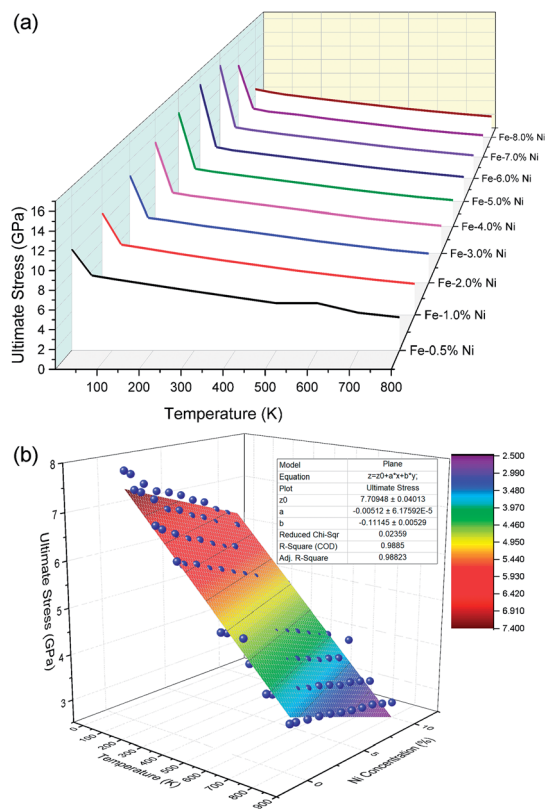 (a)
16
14
12
10
8
6
4
2
0
Ultimate Stress (GPa)
100 200 300 400 500 600 700 800
Temperature (K)
Fe-8.0% Ni
Fe-7.0% Ni
Fe-6.0% Ni
Fe-5.0% Ni
Fe-4.0% Ni
Fe-3.0% Ni
Fe-2.0% Ni
Fe-1.0% Ni
Fe-0.5% Ni
(b)
8
7
6
5
4
3
Ultimate Stress (GPa)
0 100 200 300 400 500 600 700 800 800
Temperature (K)
0 5 10
Ni Concentration (%)
Model Plane
Equation z=z0+a*x+b*y;
Plot Ultimate Stress
z0 7.70948 ± 0.04013
a -0.00512 ± 6.17592E-5
b -0.11145 ± 0.00529
Reduced Chi-Sqr 0.02359
R-Square (COD) 0.9885
Adj. R-Square 0.98823
2.500
2.990
3.480
3.970
4.460
4.950
5.440
5.930
6.420
6.910
7.400